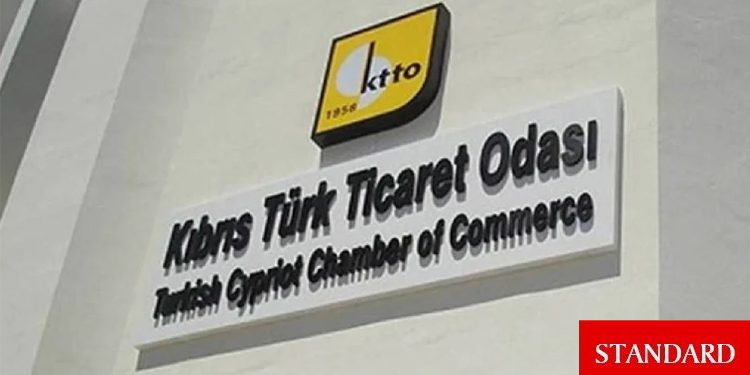 ktto
1958
Kıbrıs Türk Ticaret Odası
Turkish Cypriot Chamber of Commerce
STANDARD